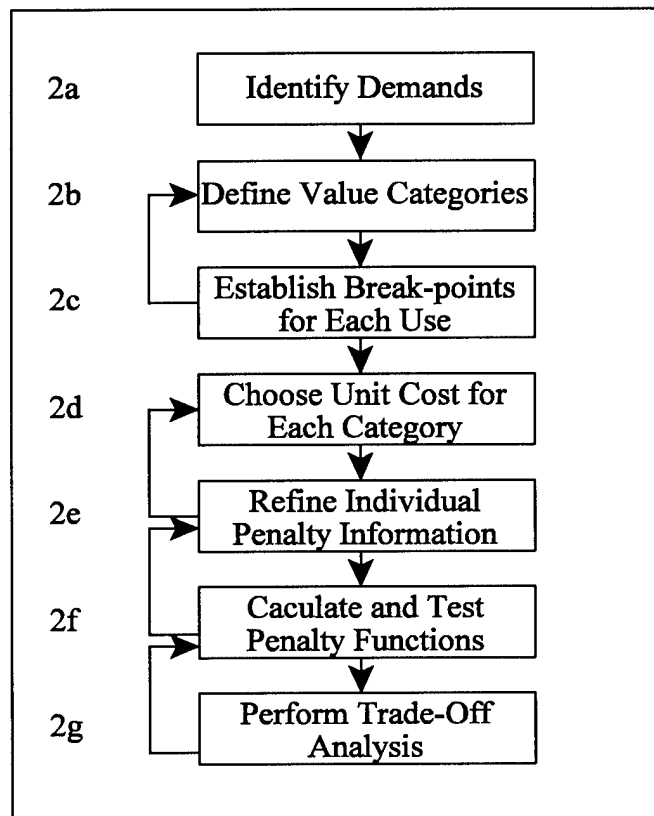 2a Identify Demands
2b Define Value Categories
2c Establish Break-points
for Each Use
2d Choose Unit Cost for
Each Category
2e Refine Individual
Penalty Information
2f Caculate and Test
Penalty Functions
2g Perform Trade-Off
Analysis